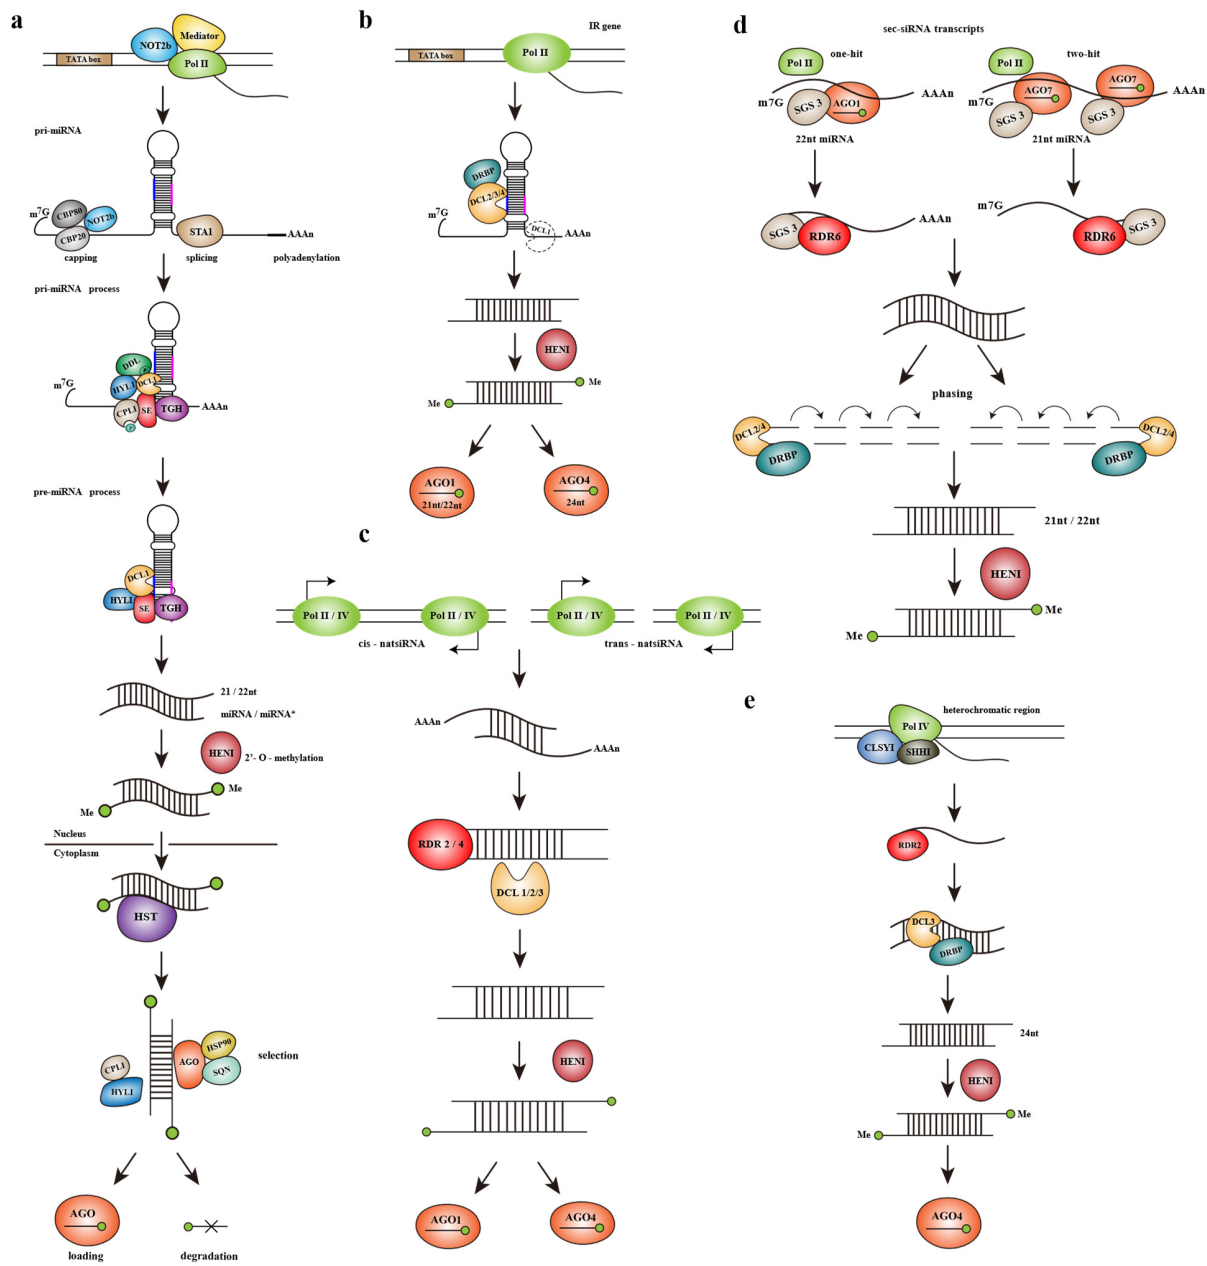 a
NOT2b
Mediator
TATA box
Pol II
pri-miRNA
m7G
CBP80
NOT2b
CBP20
STA1
AAAn
capping
splicing
polyadenylation
pri-miRNA process
DDL
P
m7G
HYLI
DCL1
CPLI
SE
TGH
AAAn
P
pre-miRNA process
DCL1
HYLI
SE
TGH
21 / 22nt
miRNA / miRNA*
HENI
2'- O - methylation
Me
Me
Nucleus
Cytoplasm
HST
CPLI
HYLI
AGO
HSP90
SQN
selection
AGO
loading
degradation
b
IR gene
TATA box
Pol II
DRBP
DCL2/3/4
m7G
DCL1
AAAn
HENI
Me
Me
AGO1
21nt/22nt
AGO4
24nt
c
Pol II / IV
Pol II / IV
Pol II / IV
Pol II / IV
cis - natsiRNA
trans - natsiRNA
AAAn
AAAn
RDR 2 / 4
DCL 1/2/3
HENI
AGO1
AGO4
d
sec-siRNA transcripts
Pol II
one-hit
m7G
SGS 3
AGO1
AAAn
22nt miRNA
Pol II
two-hit
m7G
AGO7
AGO7
AAAn
SGS 3
SGS 3
21nt miRNA
SGS 3
RDR6
AAAn
m7G
RDR6
SGS 3
phasing
DCL2/4
DRBP
DCL2/4
DRBP
21nt / 22nt
HENI
Me
Me
e
heterochromatic region
Pol IV
CLSYI
SHHI
RDR2
DCL3
DRBP
24nt
HENI
Me
Me
AGO4